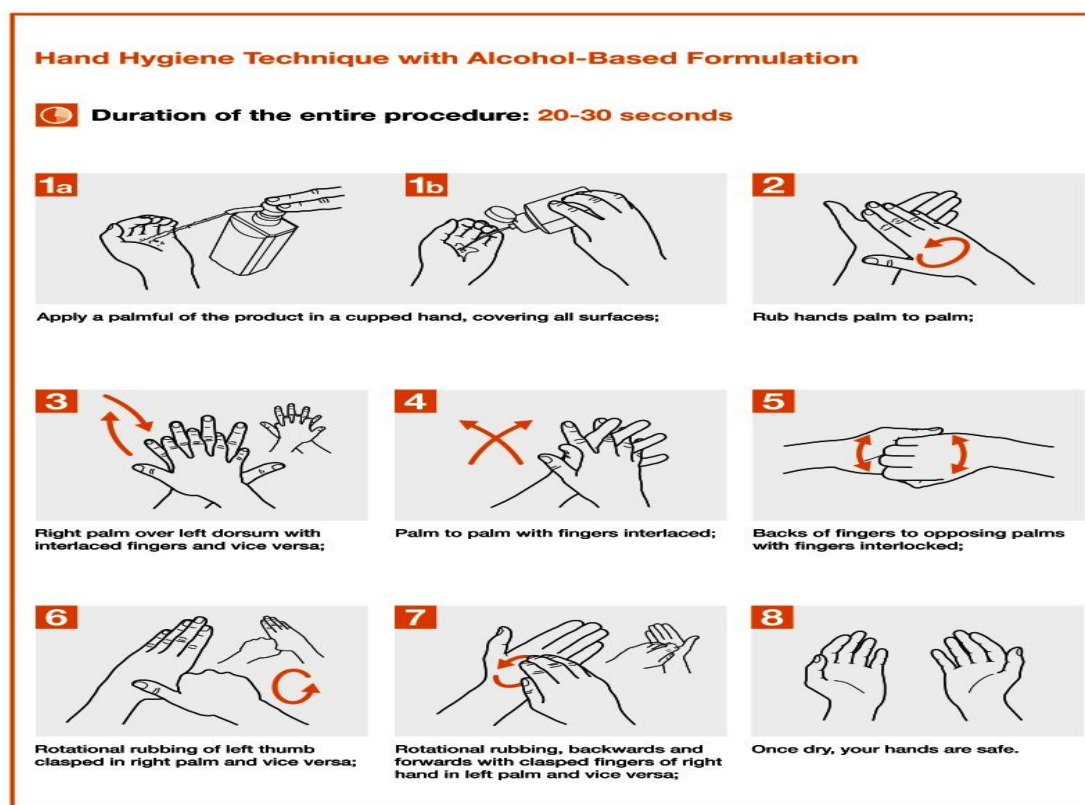 Hand Hygiene Technique with Alcohol-Based Formulation
Duration of the entire procedure: 20-30 seconds
1a
1b
Apply a palmful of the product in a cupped hand, covering all surfaces;
2
Rub hands palm to palm;
3
Right palm over left dorsum with
interlaced fingers and vice versa;
4
Palm to palm with fingers interlaced;
5
Backs of fingers to opposing palms
with fingers interlocked;
6
Rotational rubbing of left thumb
clasped in right palm and vice versa;
7
Rotational rubbing, backwards and
forwards with clasped fingers of right
hand in left palm and vice versa;
8
Once dry, your hands are safe.